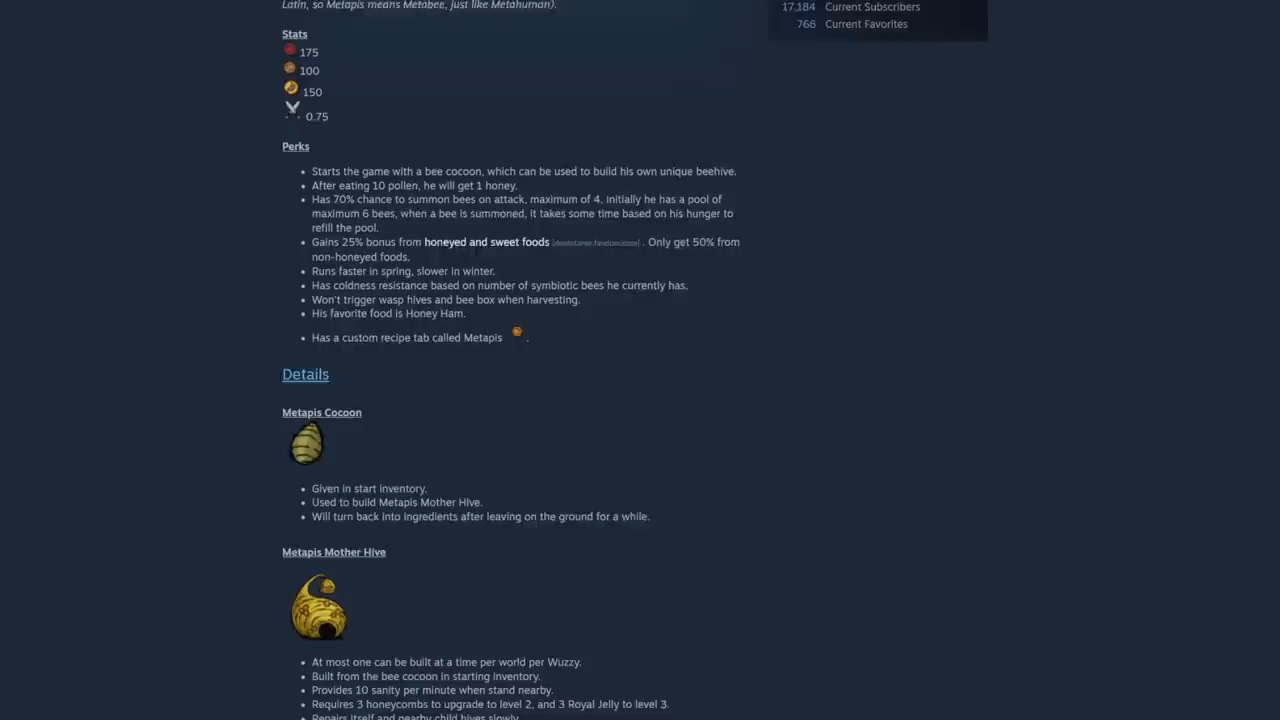 Latin, so Metapis means Metabee, just like Metahuman).
17,184 Current Subscribers
766 Current Favorites
Stats
175
100
150
0.75
Perks
Starts the game with a bee cocoon, which can be used to build his own unique beehive.
After eating 10 pollen, he will get 1 honey.
Has 70% chance to summon bees on attack, maximum of 4. Initially he has a pool of
maximum 6 bees, when a bee is summoned, it takes some time based on his hunger to
refill the pool.
Gains 25% bonus from honeyed and sweet foods . Only get 50% from
non-honeyed foods.
Runs faster in spring, slower in winter.
Has coldness resistance based on number of symbiotic bees he currently has.
Won't trigger wasp hives and bee box when harvesting.
His favorite food is Honey Ham.
Has a custom recipe tab called Metapis .
Details
Metapis Cocoon
Given in start inventory.
Used to build Metapis Mother Hive.
Will turn back into ingredients after leaving on the ground for a while.
Metapis Mother Hive
At most one can be built at a time per world per Wuzzy.
Built from the bee cocoon in starting inventory.
Provides 10 sanity per minute when stand nearby.
Requires 3 honeycombs to upgrade to level 2, and 3 Royal Jelly to level 3.
Repairs itself and nearby child hives slowly.